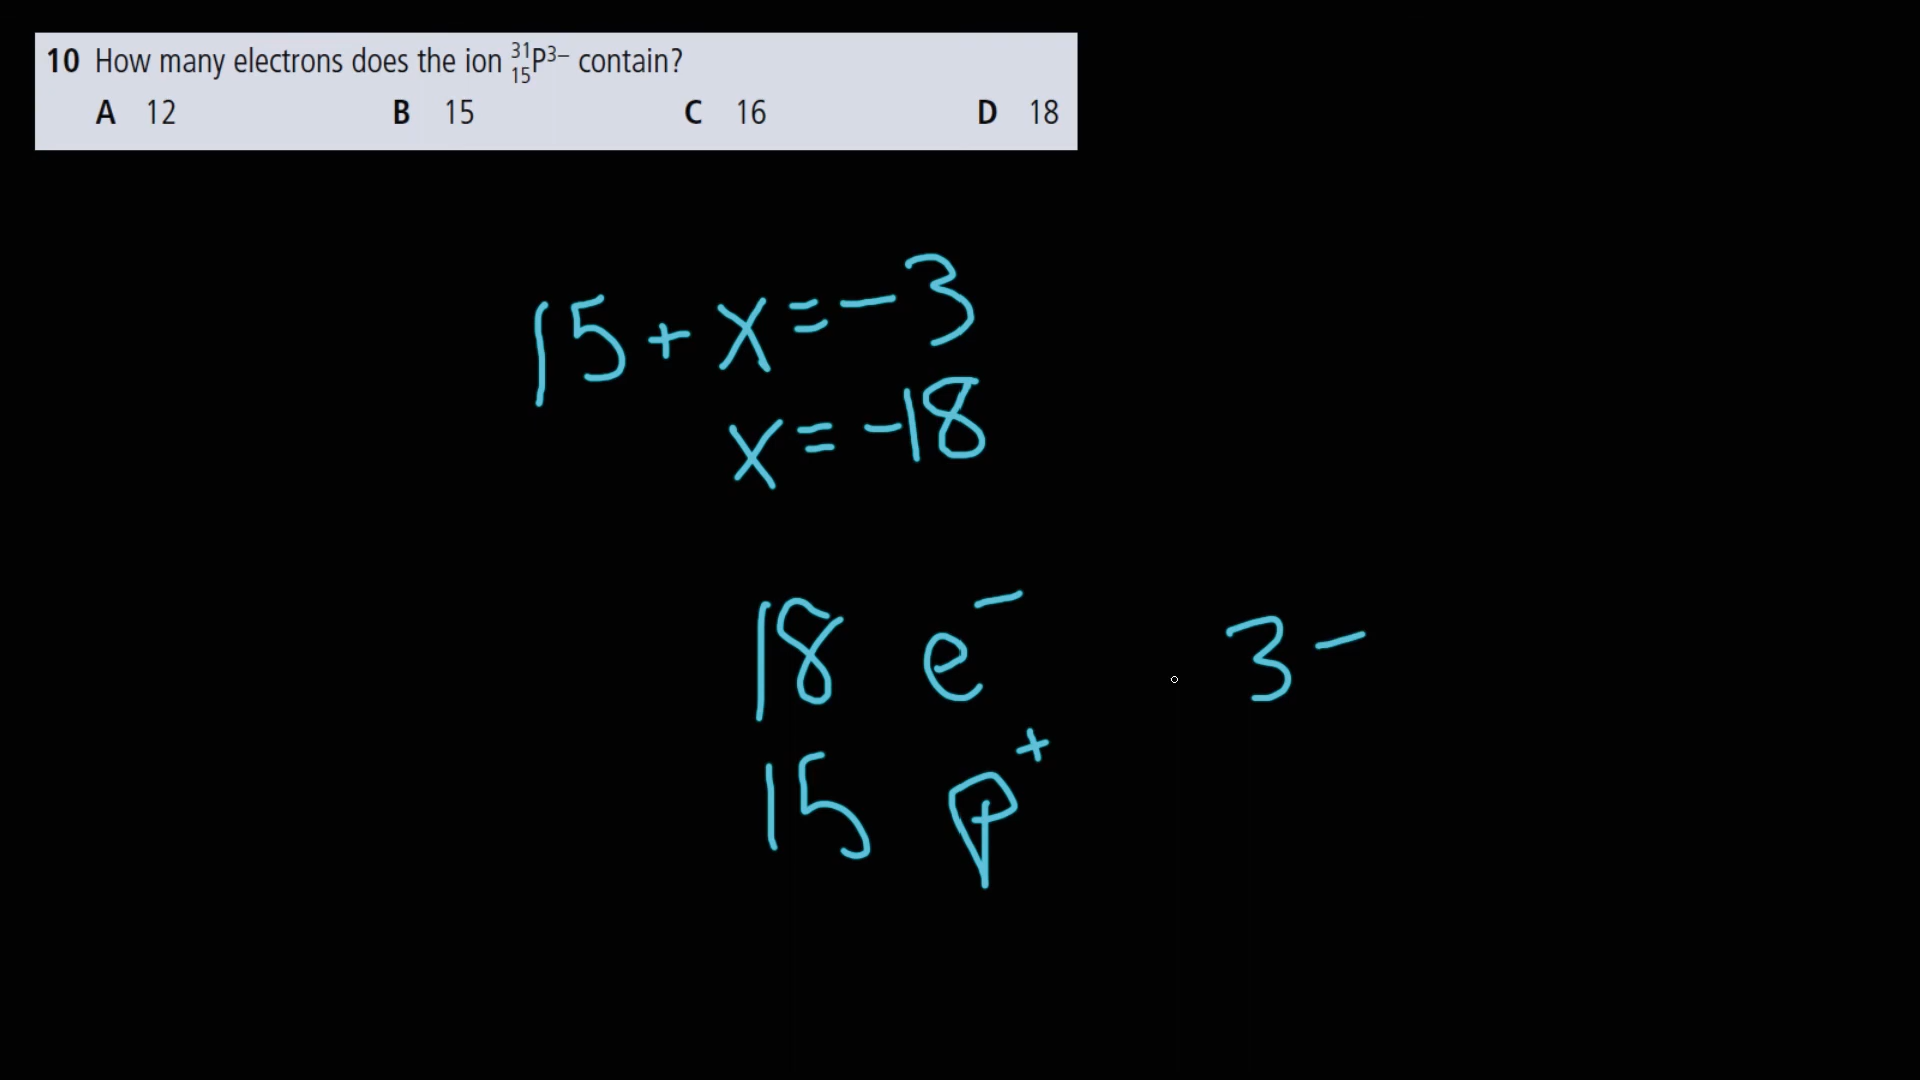 10 How many electrons does the ion ³¹₁₅P³⁻ contain?
A 12 B 15 C 16 D 18
15 + x = -3
x = -18
18 e⁻ 3-
15 p⁺